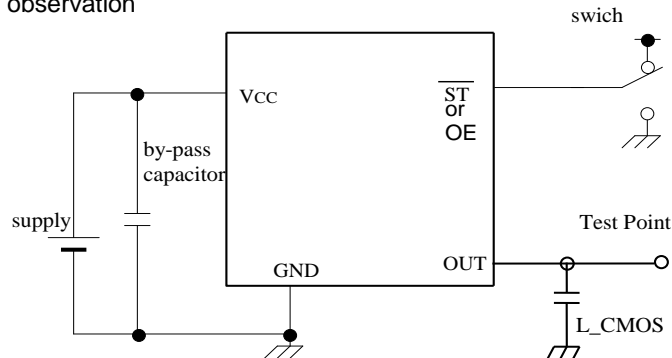 observation
swich
VCC
ST
or
OE
by-pass
capacitor
supply
Test Point
GND
OUT
L_CMOS